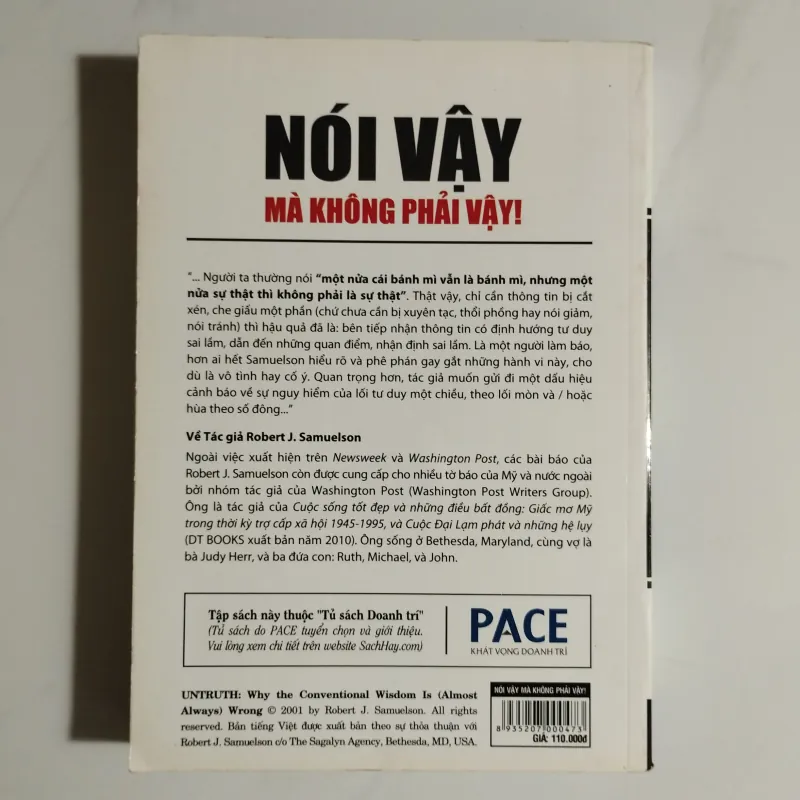 NÓI VẬY
MÀ KHÔNG PHẢI VẬY!
"... Người ta thường nói "một nửa cái bánh mì vẫn là bánh mì, nhưng một
nửa sự thật thì không phải là sự thật". Thật vậy, chỉ cần thông tin bị cắt
xén, che giấu một phần (chứ chưa cần bị xuyên tạc, thổi phồng hay nói giảm,
nói tránh) thì hậu quả đã là: bên tiếp nhận thông tin có định hướng tư duy
sai lầm, dẫn đến những quan điểm, nhận định sai lầm. Là một người làm báo,
hơn ai hết Samuelson hiểu rõ và phê phán gay gắt những hành vi này, cho
dù là vô tình hay cố ý. Quan trọng hơn, tác giả muốn gửi đi một dấu hiệu
cảnh báo về sự nguy hiểm của lối tư duy một chiều, theo lối mòn và / hoặc
hùa theo số đông..."
Về Tác giả Robert J. Samuelson
Ngoài việc xuất hiện trên Newsweek và Washington Post, các bài báo của
Robert J. Samuelson còn được cung cấp cho nhiều tờ báo của Mỹ và nước ngoài
bởi nhóm tác giả của Washington Post (Washington Post Writers Group).
Ông là tác giả của Cuộc sống tốt đẹp và những điều bất đồng: Giấc mơ Mỹ
trong thời kỳ trợ cấp xã hội 1945-1995, và Cuộc Đại Lạm phát và những hệ lụy
(DT BOOKS xuất bản năm 2010). Ông sống ở Bethesda, Maryland, cùng vợ là
bà Judy Herr, và ba đứa con: Ruth, Michael, và John.
Tập sách này thuộc "Tủ sách Doanh trí"
(Tủ sách do PACE tuyển chọn và giới thiệu.
Vui lòng xem chi tiết trên website SachHay.com)
PACE
KHÁT VỌNG DOANH TRÍ
UNTRUTH: Why the Conventional Wisdom Is (Almost
Always) Wrong © 2001 by Robert J. Samuelson. All rights
reserved. Bản tiếng Việt được xuất bản theo sự thỏa thuận với
Robert J. Samuelson c/o The Sagalyn Agency, Bethesda, MD, USA.
NÓI VẬY MÀ KHÔNG PHẢI VẬY!
8 935207 000473
GIÁ: 110.000đ